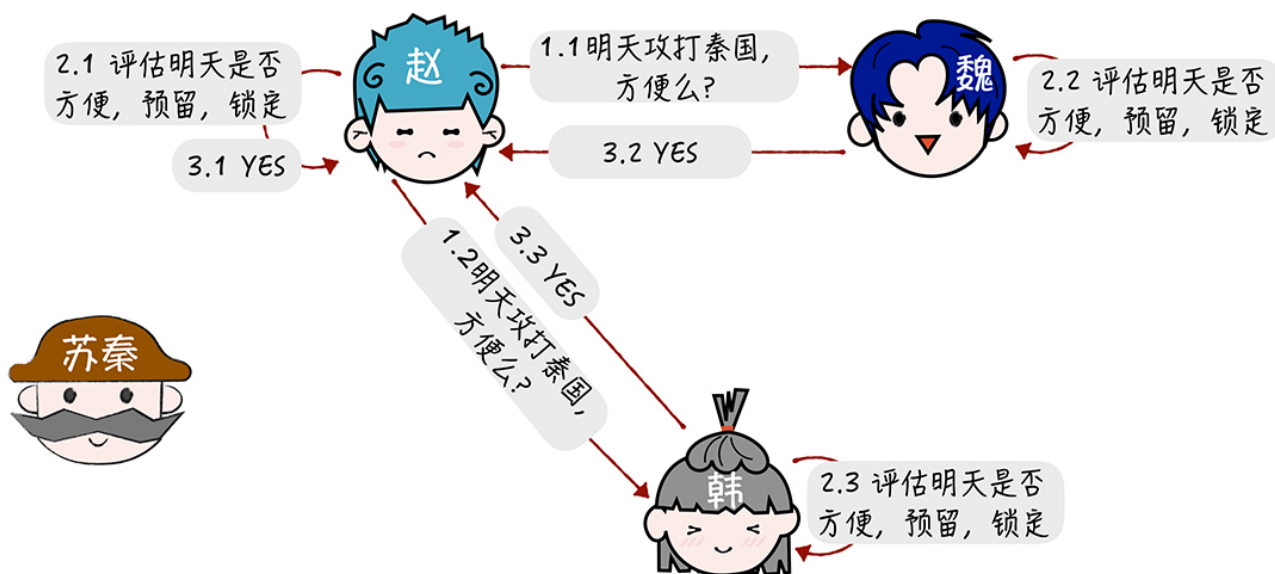 赵
魏
1.1明天攻打秦国,
方便么?
2.1 评估明天是否
方便, 预留, 锁定
2.2 评估明天是否
方便, 预留, 锁定
3.1 YES
3.2 YES
1.2明天攻打秦国,
方便么?
3.3 YES
苏秦
韩
2.3 评估明天是否
方便, 预留, 锁定